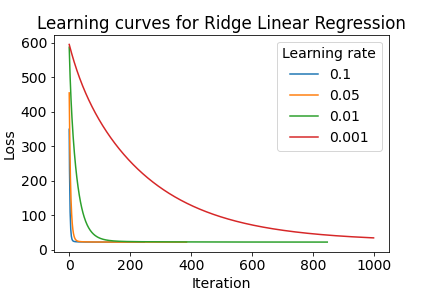 Learning curves for Ridge Linear Regression
Learning rate
0.1
0.05
0.01
0.001
Loss
600
500
400
300
200
100
0
0 200 400 600 800 1000
Iteration